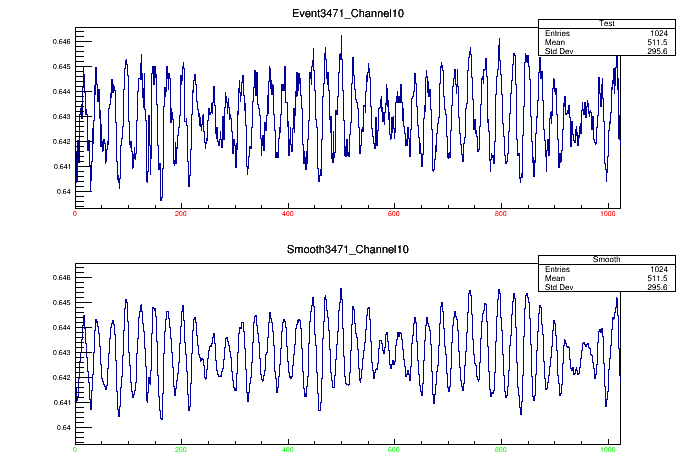 Event3471_Channel10
Test
Entries 1024
Mean 511.5
Std Dev 295.6
0.646
0.645
0.644
0.643
0.642
0.641
0.64
0 200 400 600 800 1000
Smooth3471_Channel10
Smooth
Entries 1024
Mean 511.5
Std Dev 295.6
0.646
0.645
0.644
0.643
0.642
0.641
0.64
0 200 400 600 800 1000